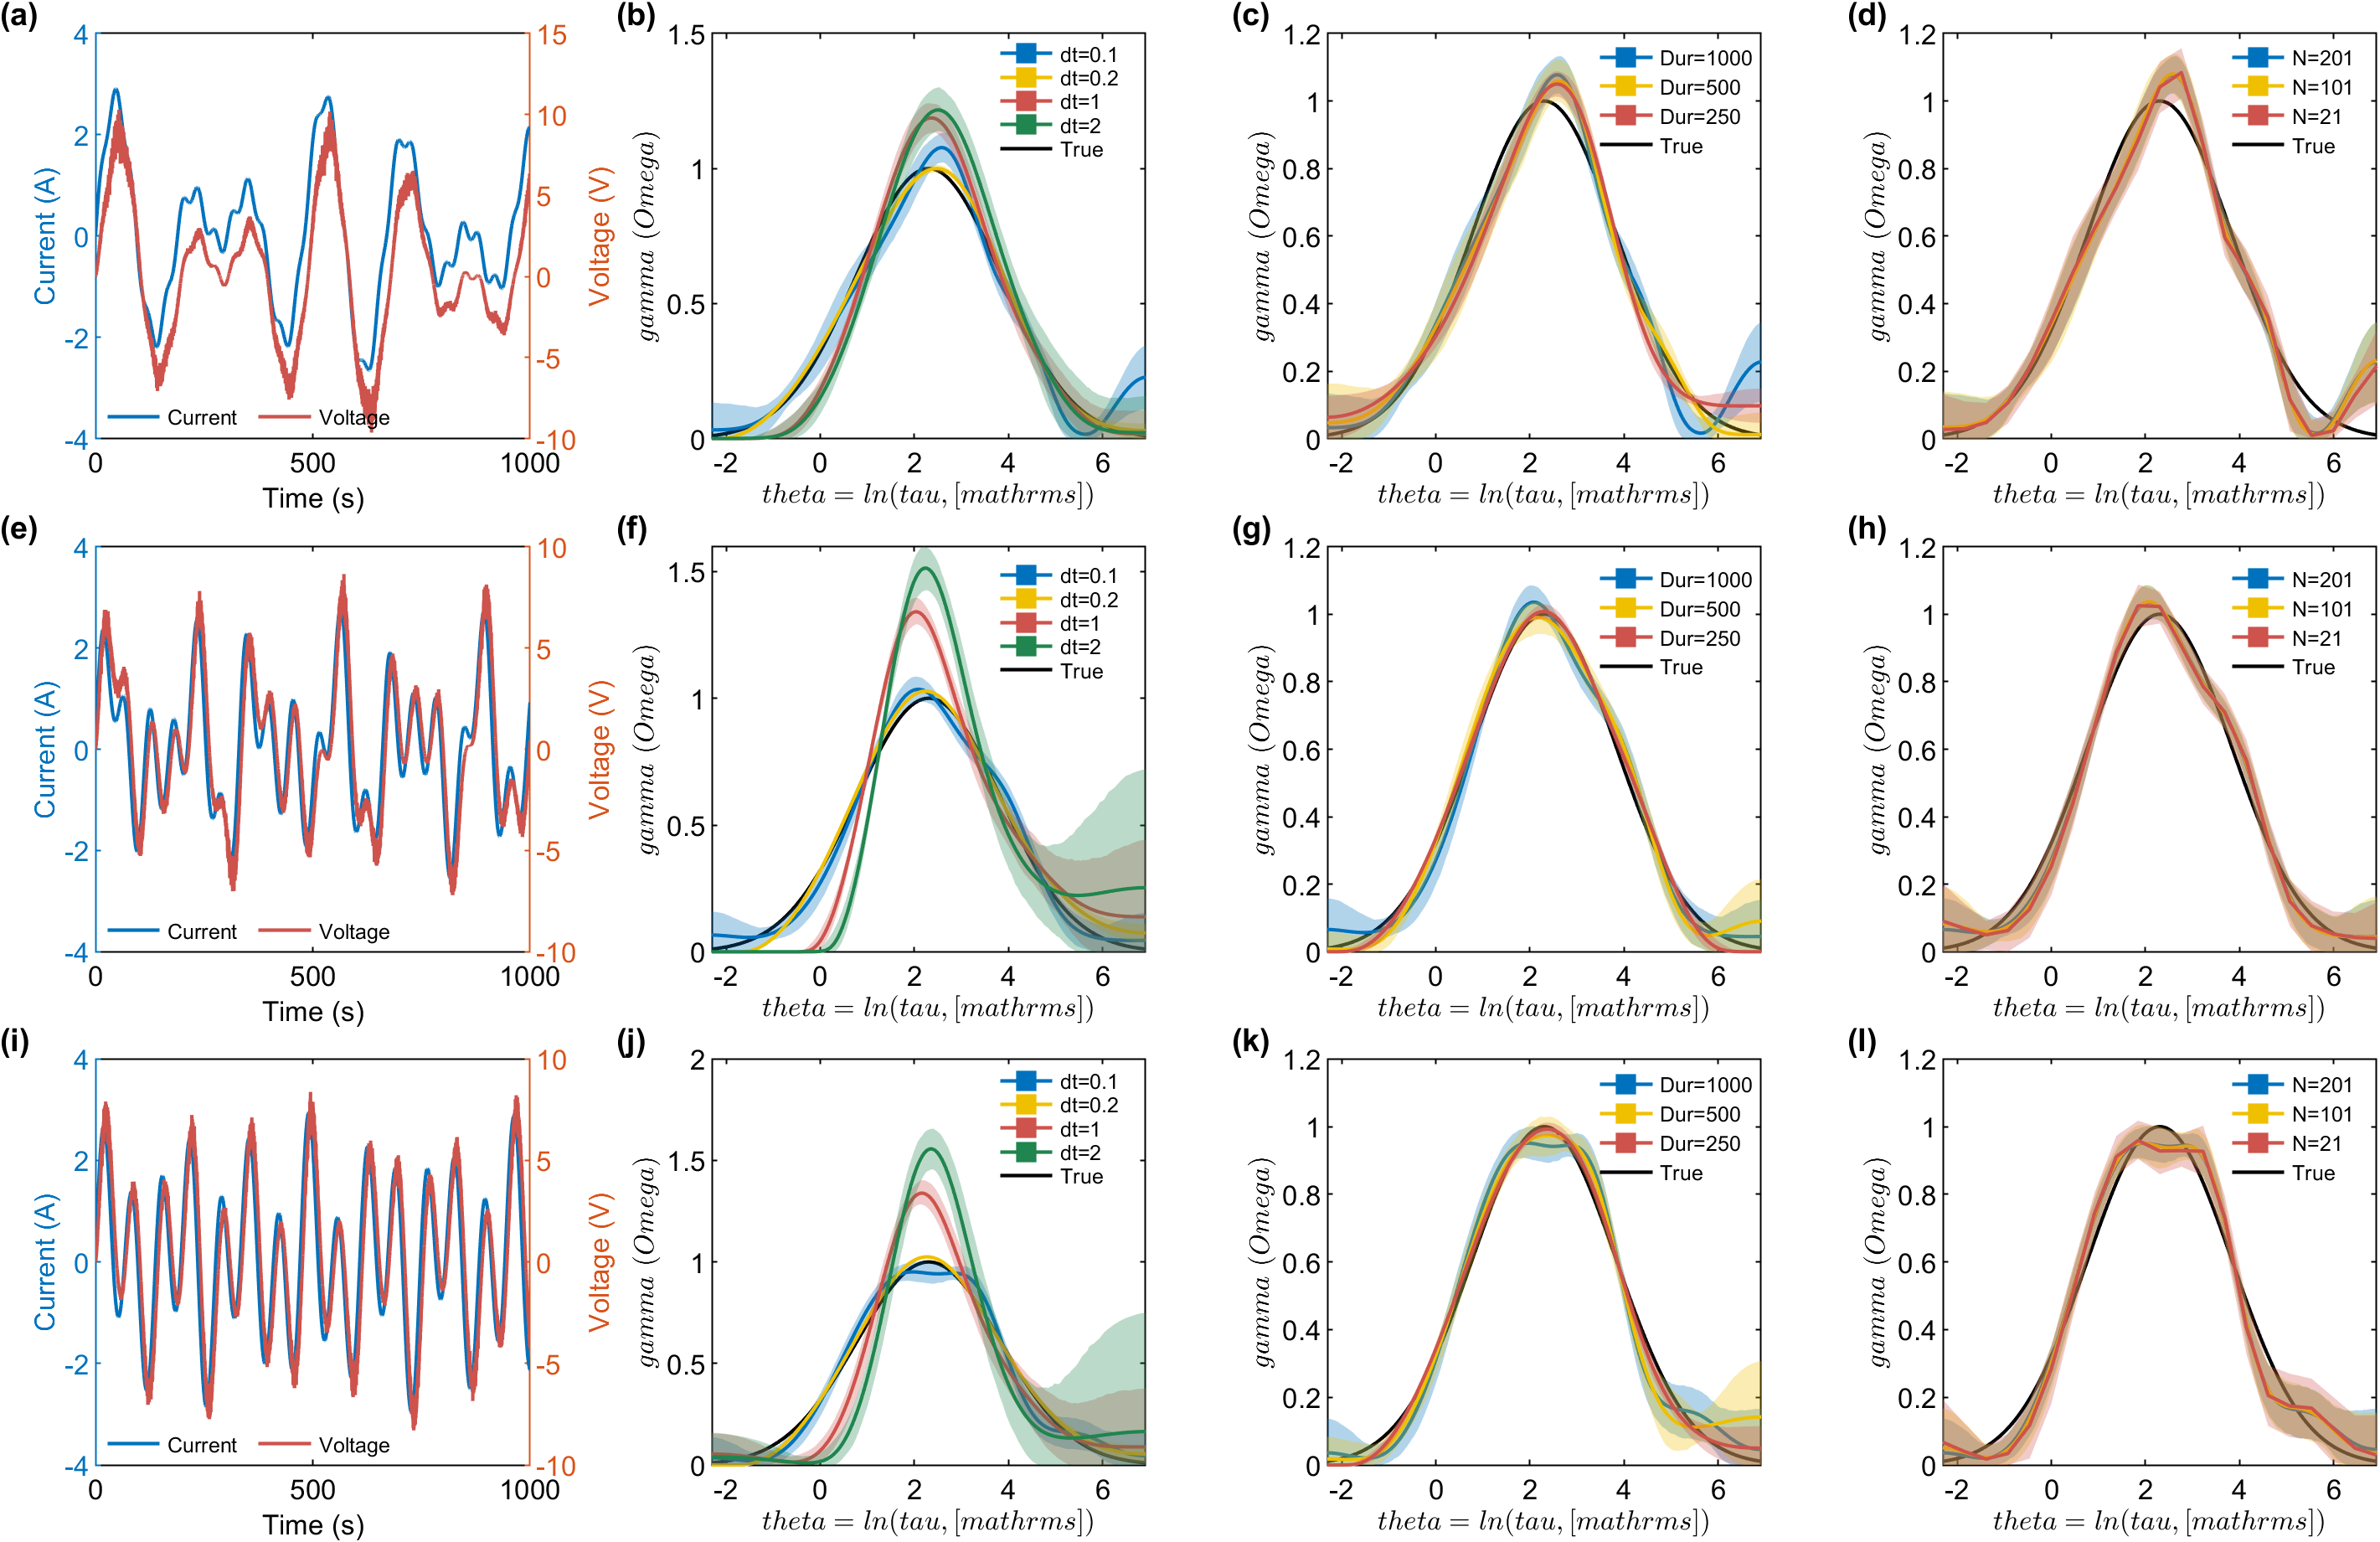 (a)
4
2
0
-2
-4
Current (A)
15
10
5
0
-5
-10
Voltage (V)
Current
Voltage
0
500
1000
Time (s)
(b)
1.5
1
0.5
0
gamma (Omega)
dt=0.1
dt=0.2
dt=1
dt=2
True
-2
0
2
4
6
theta = ln(tau, [mathrms])
(c)
1.2
1
0.8
0.6
0.4
0.2
0
gamma (Omega)
Dur=1000
Dur=500
Dur=250
True
-2
0
2
4
6
theta = ln(tau, [mathrms])
(d)
1.2
1
0.8
0.6
0.4
0.2
0
gamma (Omega)
N=201
N=101
N=21
True
-2
0
2
4
6
theta = ln(tau, [mathrms])
(e)
4
2
0
-2
-4
Current (A)
10
5
0
-5
-10
Voltage (V)
Current
Voltage
0
500
1000
Time (s)
(f)
1.5
1
0.5
0
gamma (Omega)
dt=0.1
dt=0.2
dt=1
dt=2
True
-2
0
2
4
6
theta = ln(tau, [mathrms])
(g)
1.2
1
0.8
0.6
0.4
0.2
0
gamma (Omega)
Dur=1000
Dur=500
Dur=250
True
-2
0
2
4
6
theta = ln(tau, [mathrms])
(h)
1.2
1
0.8
0.6
0.4
0.2
0
gamma (Omega)
N=201
N=101
N=21
True
-2
0
2
4
6
theta = ln(tau, [mathrms])
(i)
4
2
0
-2
-4
Current (A)
10
5
0
-5
-10
Voltage (V)
Current
Voltage
0
500
1000
Time (s)
(j)
2
1.5
1
0.5
0
gamma (Omega)
dt=0.1
dt=0.2
dt=1
dt=2
True
-2
0
2
4
6
theta = ln(tau, [mathrms])
(k)
1.2
1
0.8
0.6
0.4
0.2
0
gamma (Omega)
Dur=1000
Dur=500
Dur=250
True
-2
0
2
4
6
theta = ln(tau, [mathrms])
(l)
1.2
1
0.8
0.6
0.4
0.2
0
gamma (Omega)
N=201
N=101
N=21
True
-2
0
2
4
6
theta = ln(tau, [mathrms])